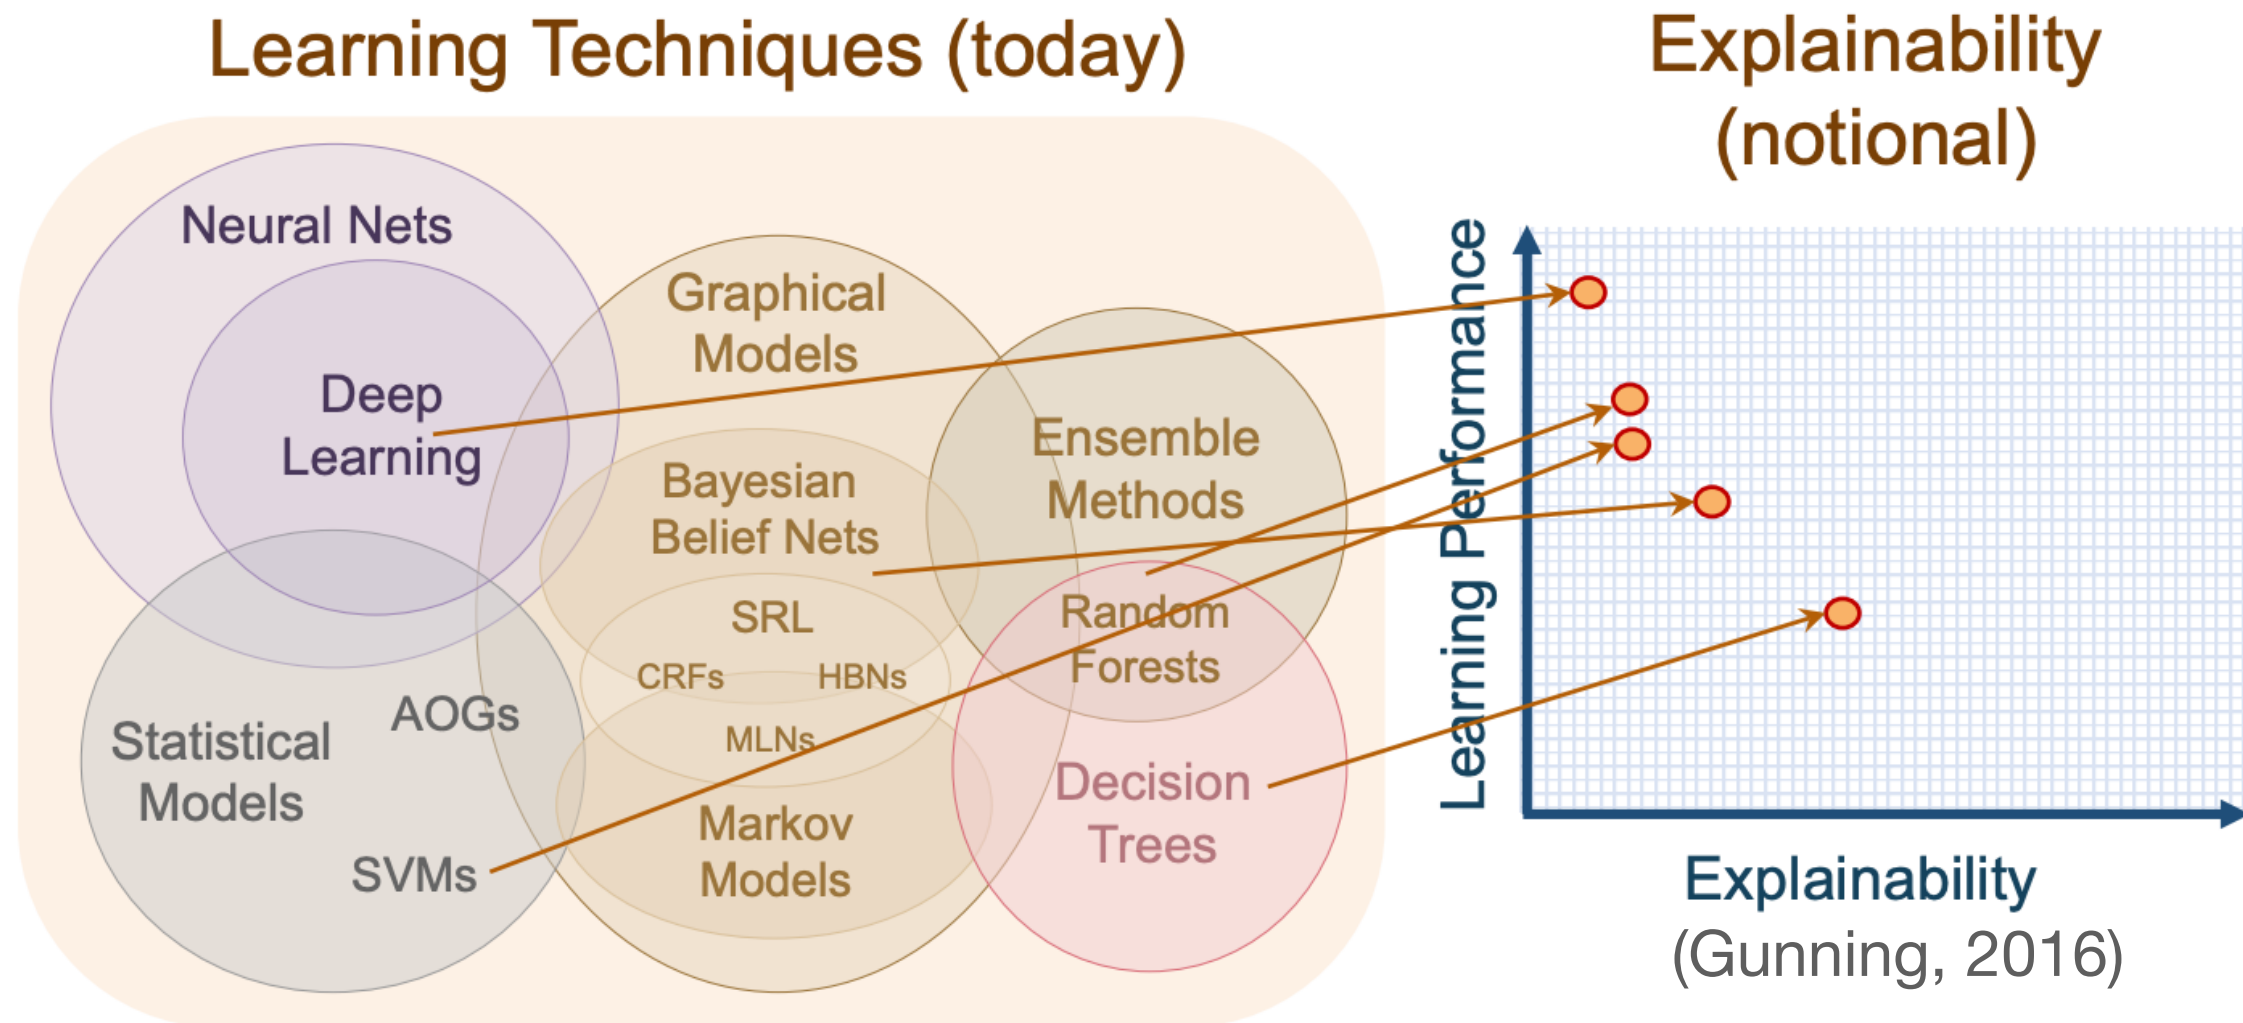 Learning Techniques (today)
Explainability
(notional)
Neural Nets
Deep
Learning
Graphical
Models
Bayesian
Belief Nets
SRL
CRFs
HBNs
MLNs
Markov
Models
Ensemble
Methods
Random
Forests
Decision
Trees
Statistical
Models
AOGs
SVMs
Learning Performance
Explainability
(Gunning, 2016)